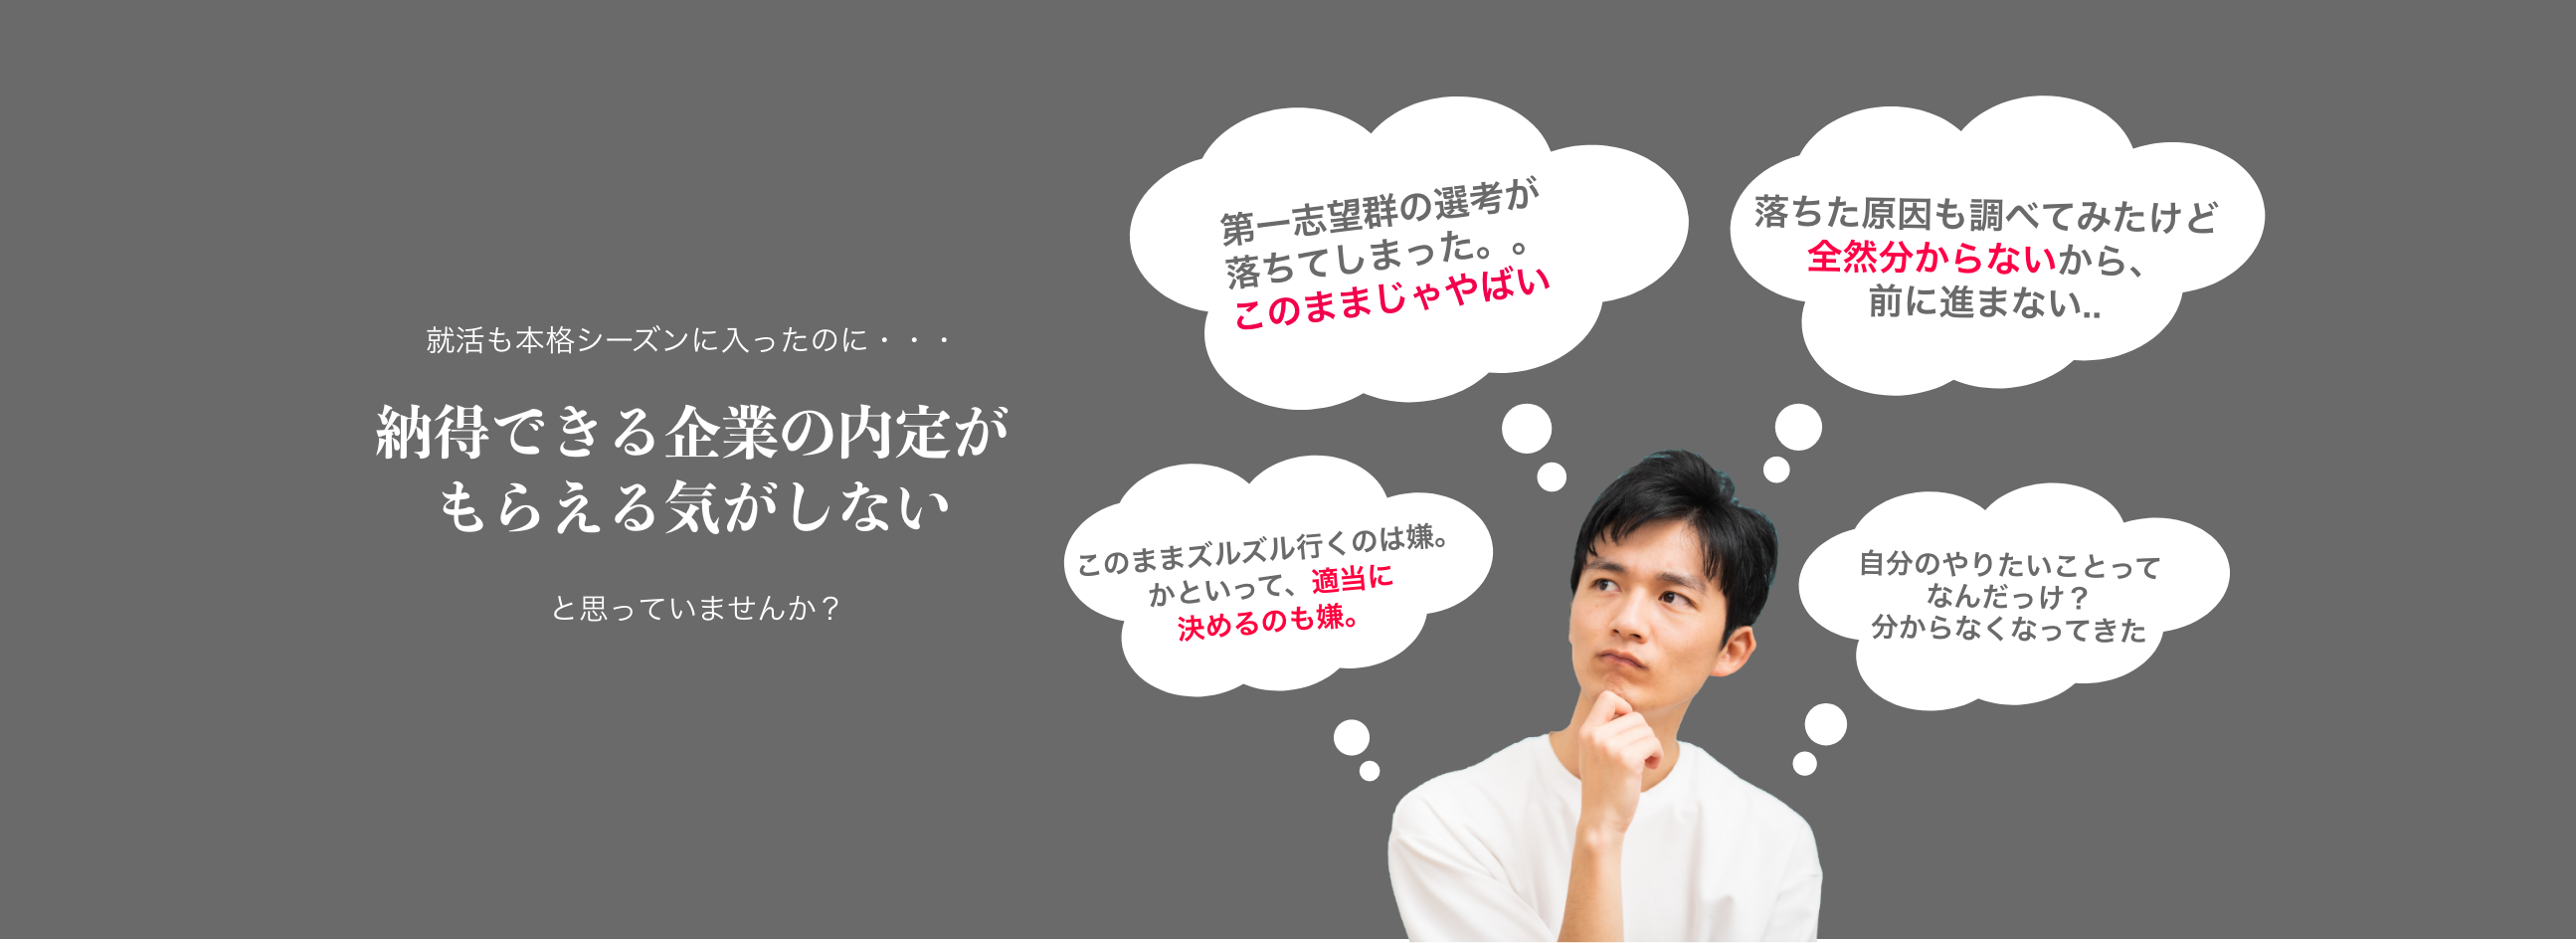 就活も本格シーズンに入ったのに・・・
納得できる企業の内定が
もらえる気がしない
と思っていませんか？
第一志望群の選考が
落ちてしまった。。
このままじゃやばい
落ちた原因も調べてみたけど
全然分からないから、
前に進まない..
このままズルズル行くのは嫌。
かといって、適当に
決めるのも嫌。
自分のやりたいことって
なんだっけ？
分からなくなってきた